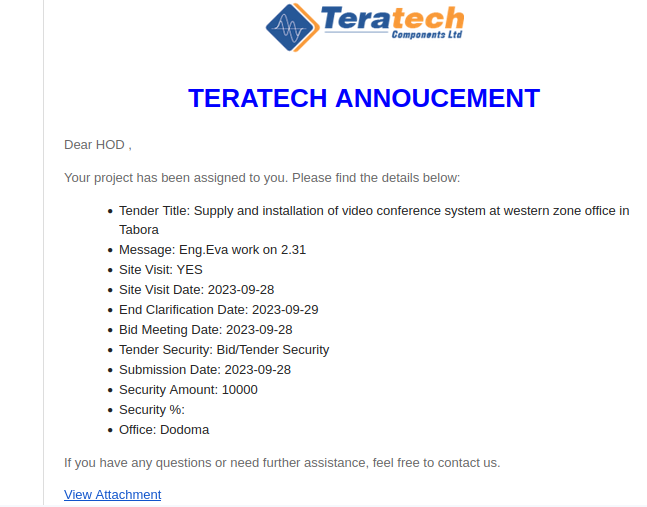 Teratech
Components Ltd
TERATECH ANNOUCEMENT
Dear HOD ,
Your project has been assigned to you. Please find the details below:
• Tender Title: Supply and installation of video conference system at western zone office in
Tabora
• Message: Eng.Eva work on 2.31
• Site Visit: YES
• Site Visit Date: 2023-09-28
• End Clarification Date: 2023-09-29
• Bid Meeting Date: 2023-09-28
• Tender Security: Bid/Tender Security
• Submission Date: 2023-09-28
• Security Amount: 10000
• Security %:
• Office: Dodoma
If you have any questions or need further assistance, feel free to contact us.
View Attachment